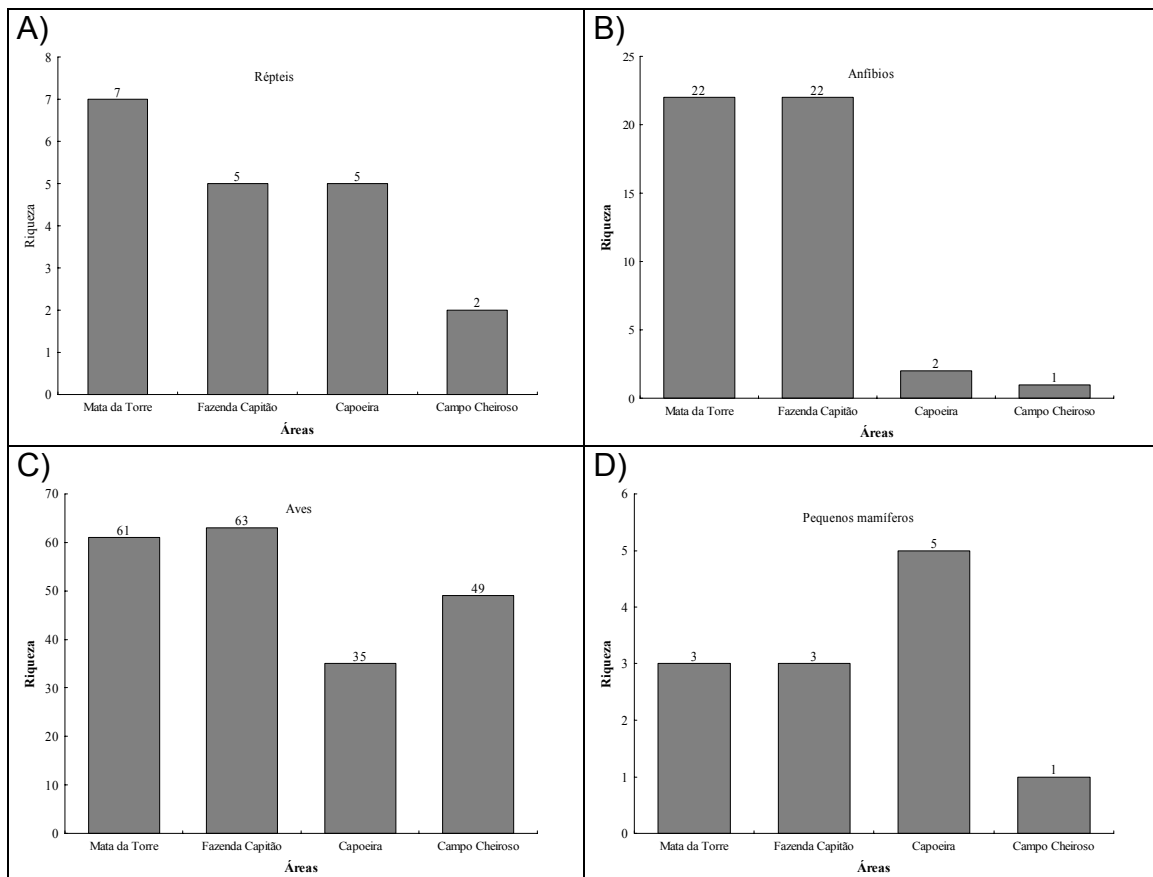 A)
Répteis
8
7
6
5
4
3
2
1
0
Riqueza
7
5
5
2
Mata da Torre Fazenda Capitão Capoeira Campo Cheiroso
Áreas
B)
Anfíbios
25
20
15
10
5
0
Riqueza
22
22
2
1
Mata da Torre Fazenda Capitão Capoeira Campo Cheiroso
Áreas
C)
Aves
70
60
50
40
30
20
10
0
Riqueza
61
63
35
49
Mata da Torre Fazenda Capitão Capoeira Campo Cheiroso
Áreas
D)
Pequenos mamíferos
6
5
4
3
2
1
0
Riqueza
3
3
5
1
Mata da Torre Fazenda Capitão Capoeira Campo Cheiroso
Áreas